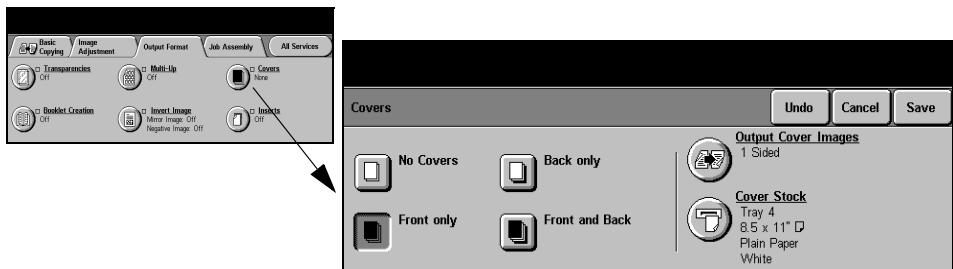 Basic Copying
Image Adjustment
Output Format
Job Assembly
All Services
Transparencies
Off
Multi-Up
Off
Covers
None
Booklet Creation
Off
Invert Image
Mirror Image: Off
Negative Image: Off
Inserts
Off
Covers
Undo
Cancel
Save
No Covers
Back only
Front only
Front and Back
Output Cover Images
1 Sided
Cover Stock
Tray 4
8.5 x 11"
Plain Paper
White